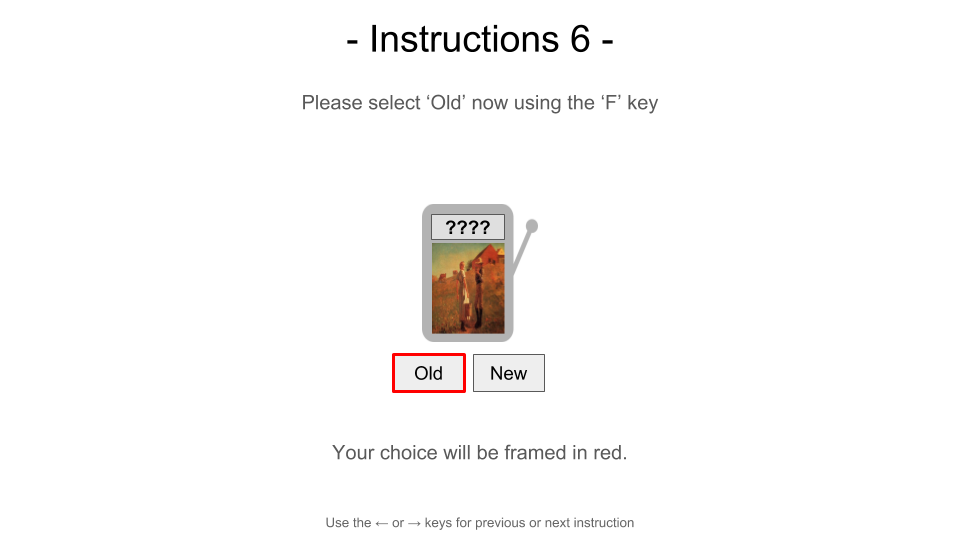 - Instructions 6 -
Please select ‘Old’ now using the ‘F’ key
????
Old New
Your choice will be framed in red.
Use the ← or → keys for previous or next instruction